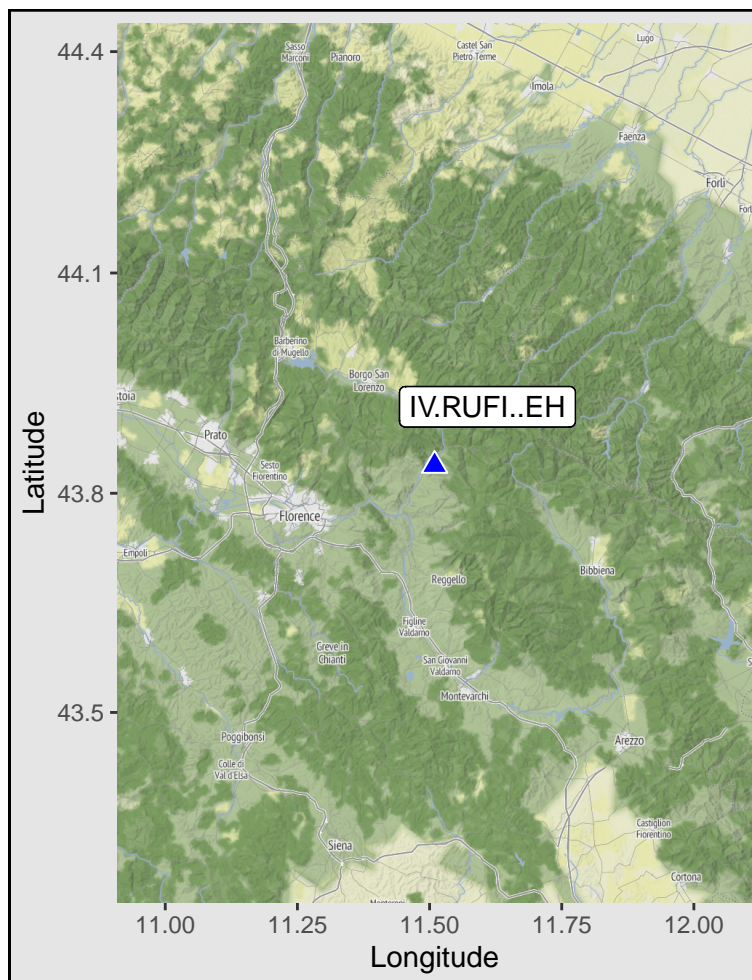 44.4
44.1
43.8
43.5
Latitude
11.00
11.25
11.50
11.75
12.00
Longitude
IV.RUFI..EH
Sasso
Marconi
Pianoro
Castel San
Pietro Terme
Lugo
Imola
Faenza
Forlì
Barberino
di Mugello
Borgo San
Lorenzo
stoia
Prato
Sesto
Fiorentino
Florence
Empoli
Reggello
Bibbiena
Figline
Valdarno
Greve in
Chianti
San Giovanni
Valdarno
Montevarchi
Poggibonsi
Colle di
Val d'Elsa
Arezzo
Siena
Castiglion
Fiorentino
Cortona